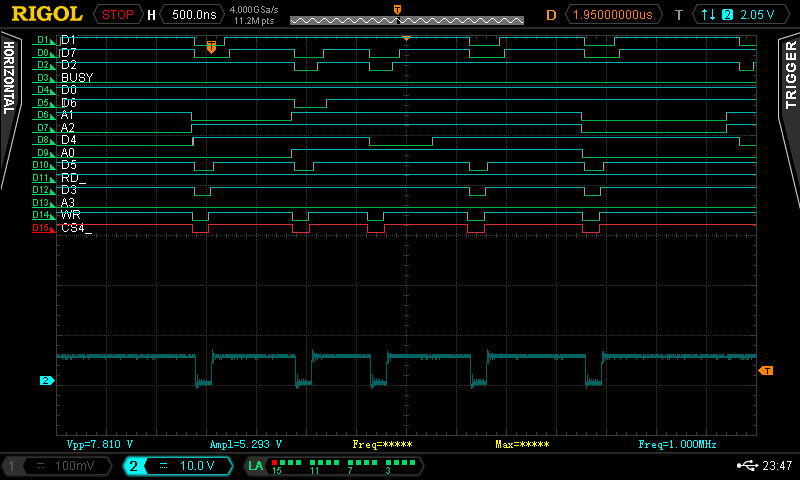 RIGOL STOP H 500.0ns 4.000GSa/s 11.2M pts T D 1.95000000us T 2 2.05 V
HORIZONTAL
TRIGGER
D1 D1
D0 D7
D2 D2
D3 BUSY
D4 D0
D5 D6
D6 A1
D7 A2
D8 D4
D9 A0
D10 D5
D11 RD_
D12 D3
D13 A3
D14 WR
D15 CS4_
T
T
2
T
Vpp=7.810 V Ampl=5.293 V Freq=***** Max=***** Freq=1.000MHz
1 100mV 2 10.0 V LA 15 11 7 3 23:47